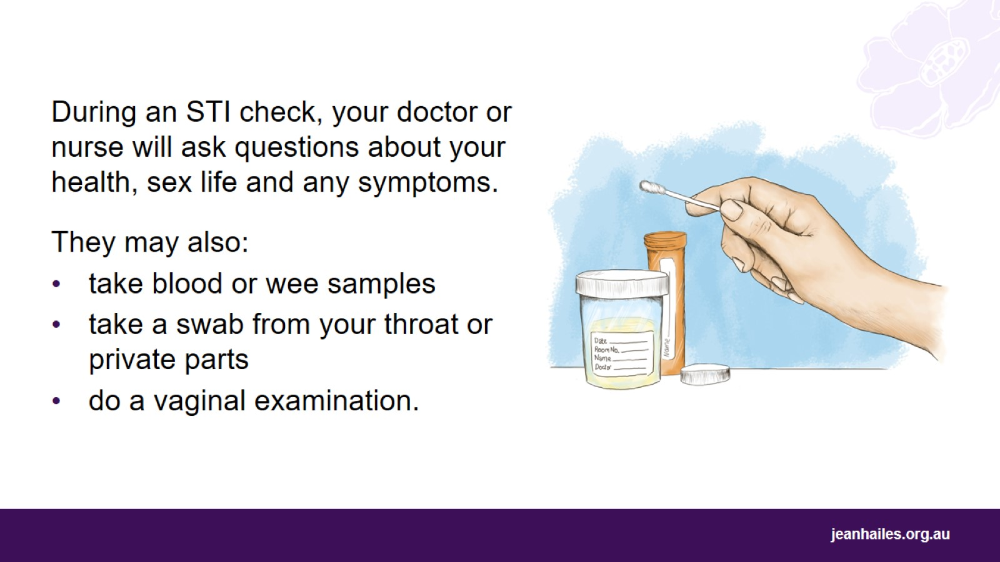 During an STI check, your doctor or
nurse will ask questions about your
health, sex life and any symptoms.
They may also:
• take blood or wee samples
• take a swab from your throat or
private parts
• do a vaginal examination.
Date
Room No.
Name
Doctor
Name
jeanhailes.org.au